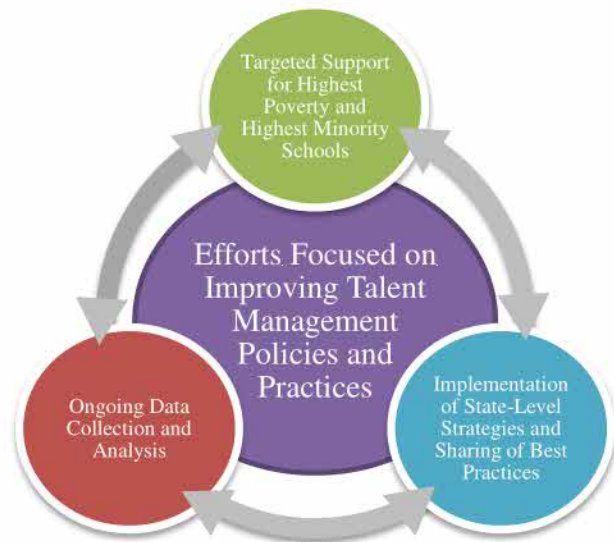 Targeted Support
for Highest
Poverty and
Highest Minority
Schools
Efforts Focused on
Improving Talent
Management
Policies and
Practices
Ongoing Data
Collection and
Analysis
Implementation
of State-Level
Strategies and
Sharing of Best
Practices